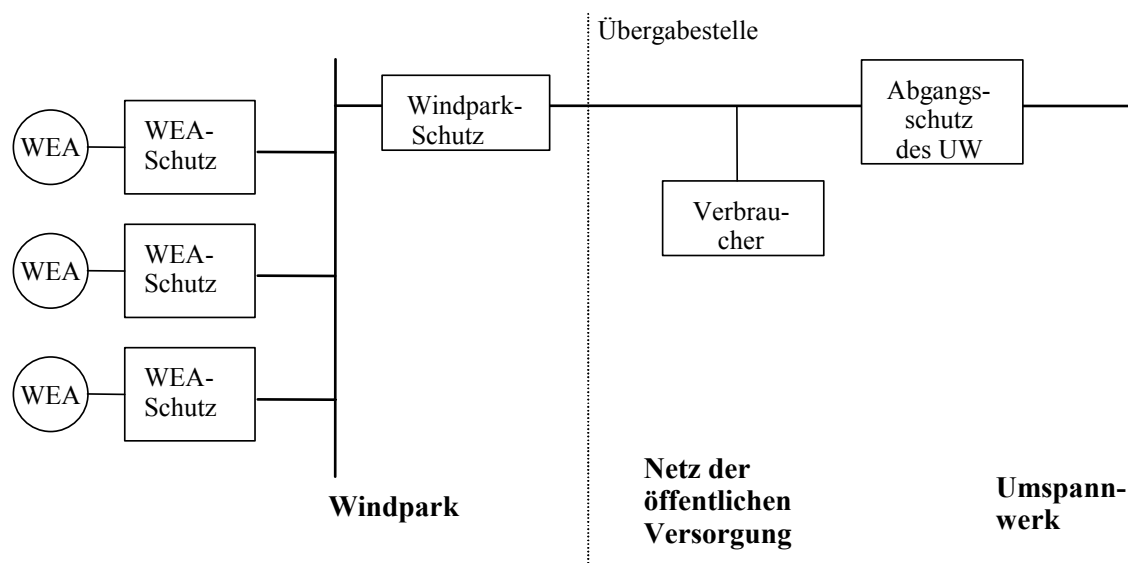 Übergabestelle
WEA
WEA-
Schutz
WEA
WEA-
Schutz
WEA
WEA-
Schutz
Windpark-
Schutz
Verbrau-
cher
Abgangs-
schutz
des UW
Windpark
Netz der
öffentlichen
Versorgung
Umspann-
werk